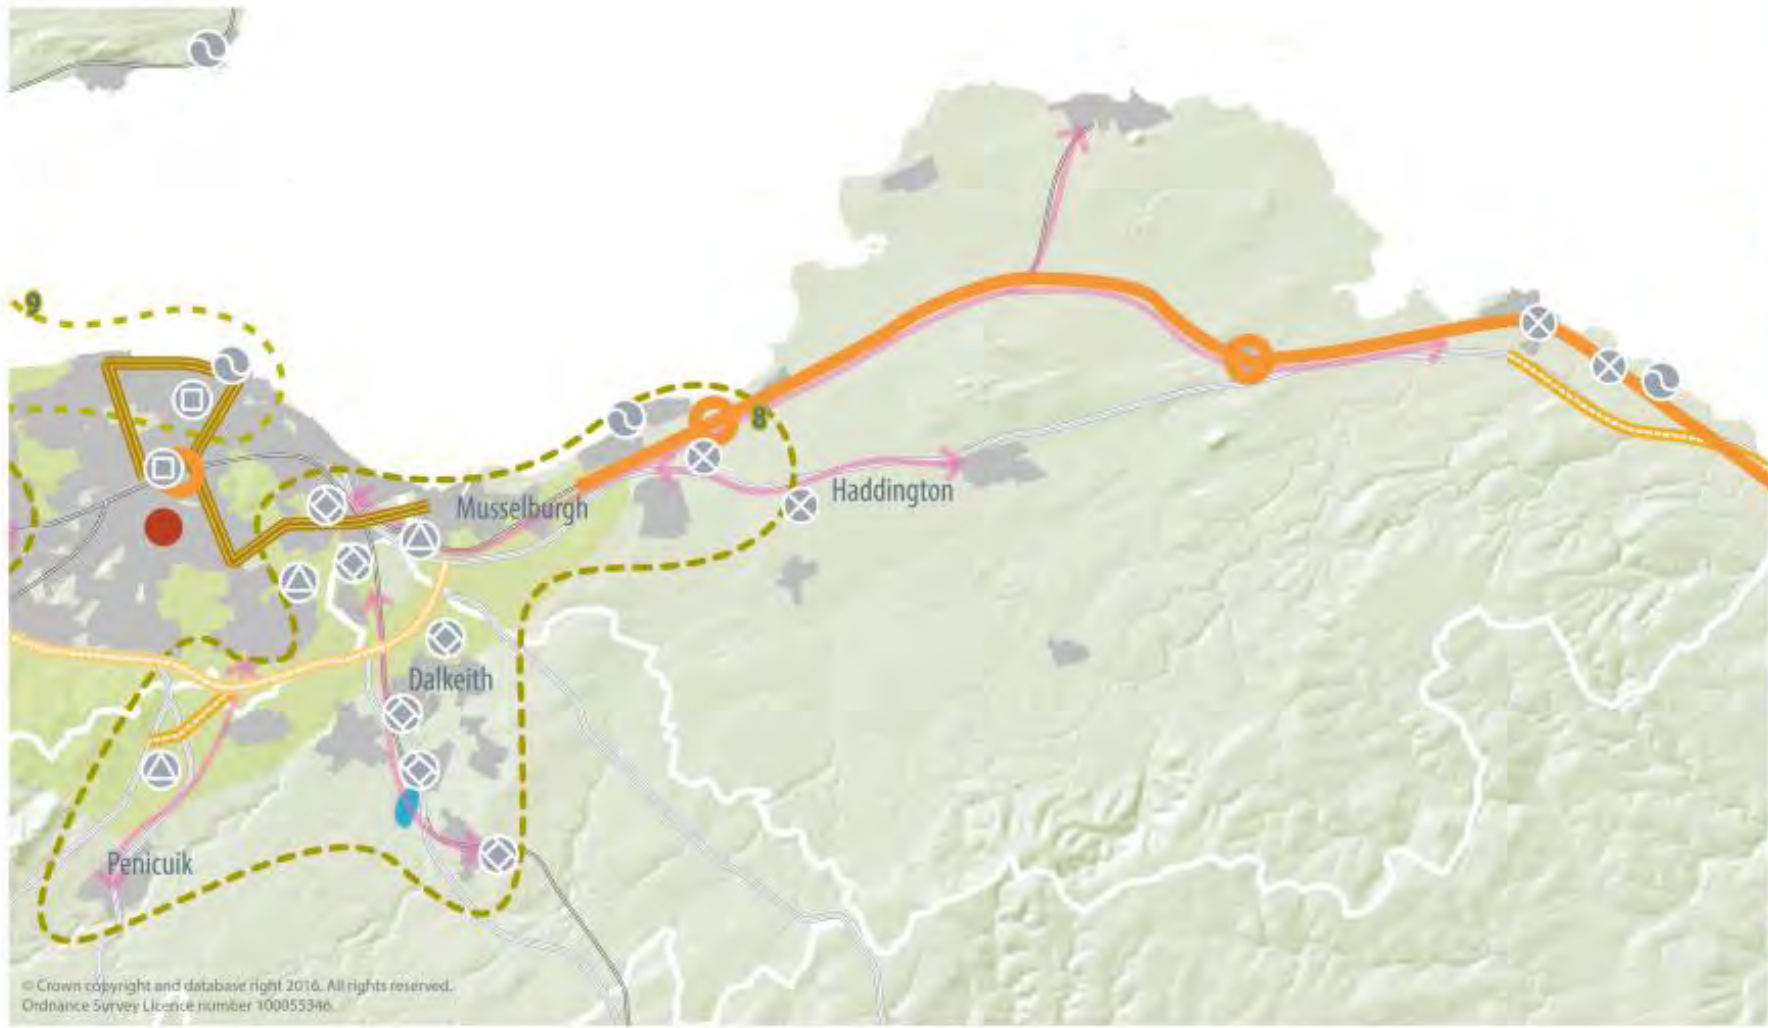 9
8
Musselburgh
Haddington
Dalkeith
Penicuik
© Crown copyright and database right 2016. All rights reserved.
Ordnance Survey Licence number 100055346.